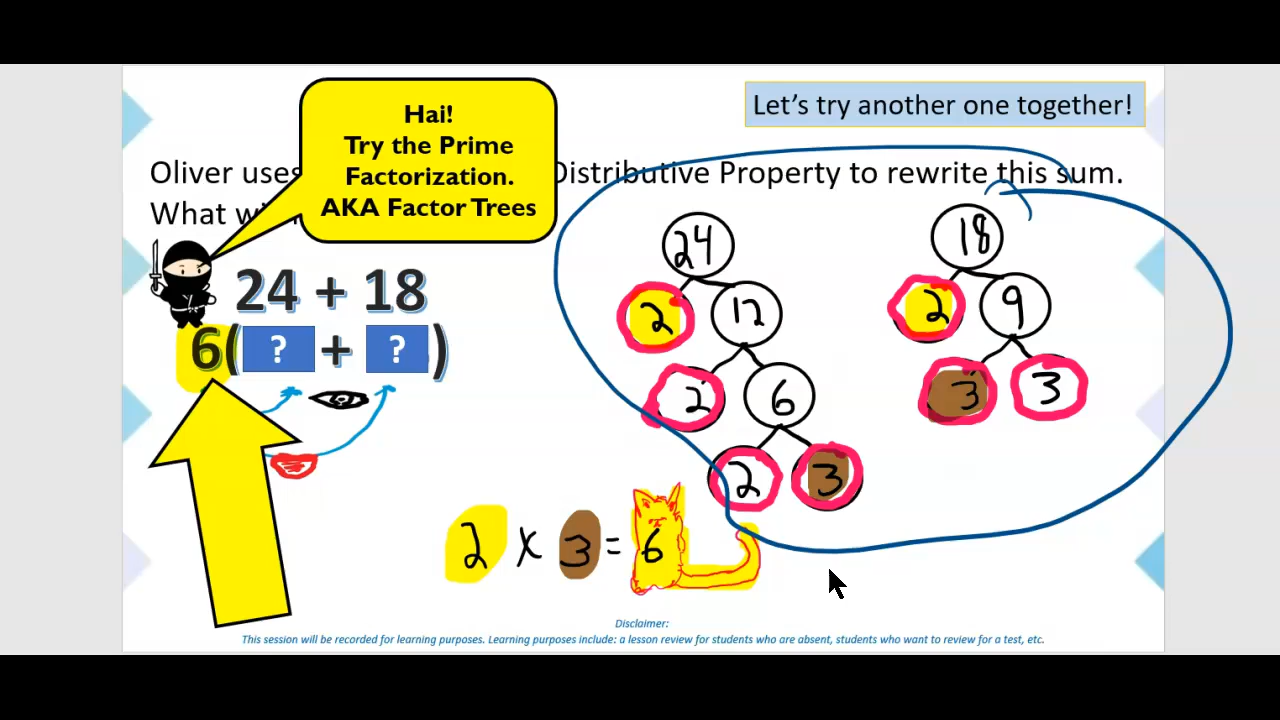 Let's try another one together!
Hai!
Try the Prime
Factorization.
AKA Factor Trees
Oliver uses Distributive Property to rewrite this sum.
What
24 + 18
6( ? + ? )
24
2
12
2
6
2
3
18
2
9
3
3
2 x 3 = 6
Disclaimer:
This session will be recorded for learning purposes. Learning purposes include: a lesson review for students who are absent, students who want to review for a test, etc.